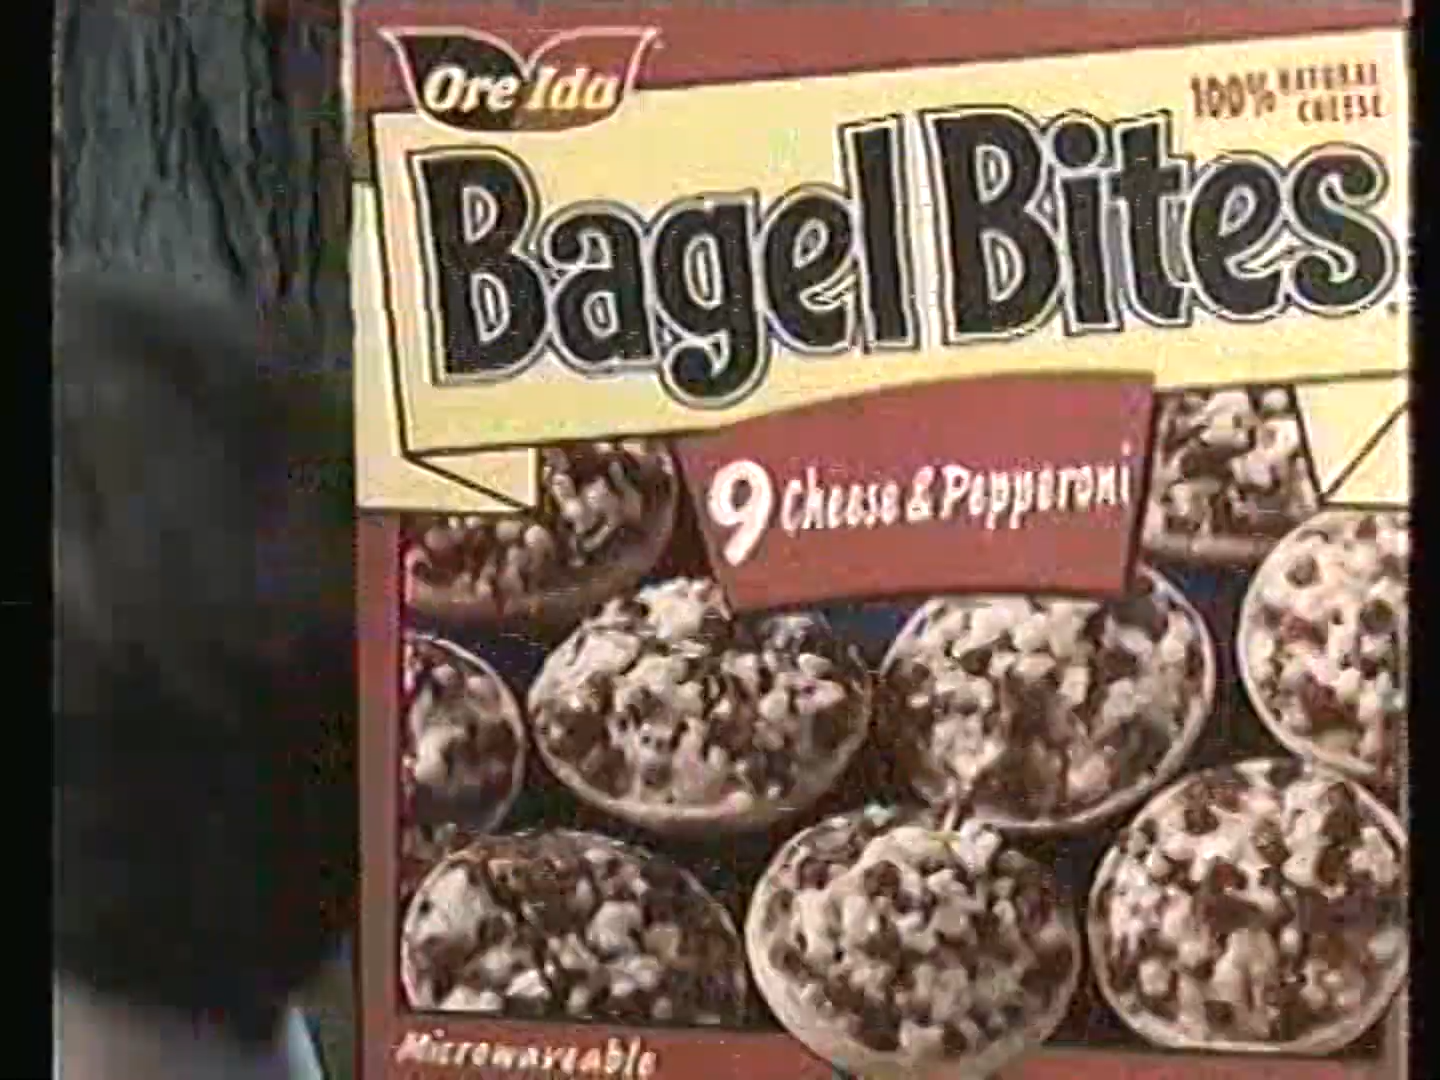 Ore Ida
100% NATURAL
CHEESE
Bagel Bites
9 Cheese & Pepperoni
Microwaveable